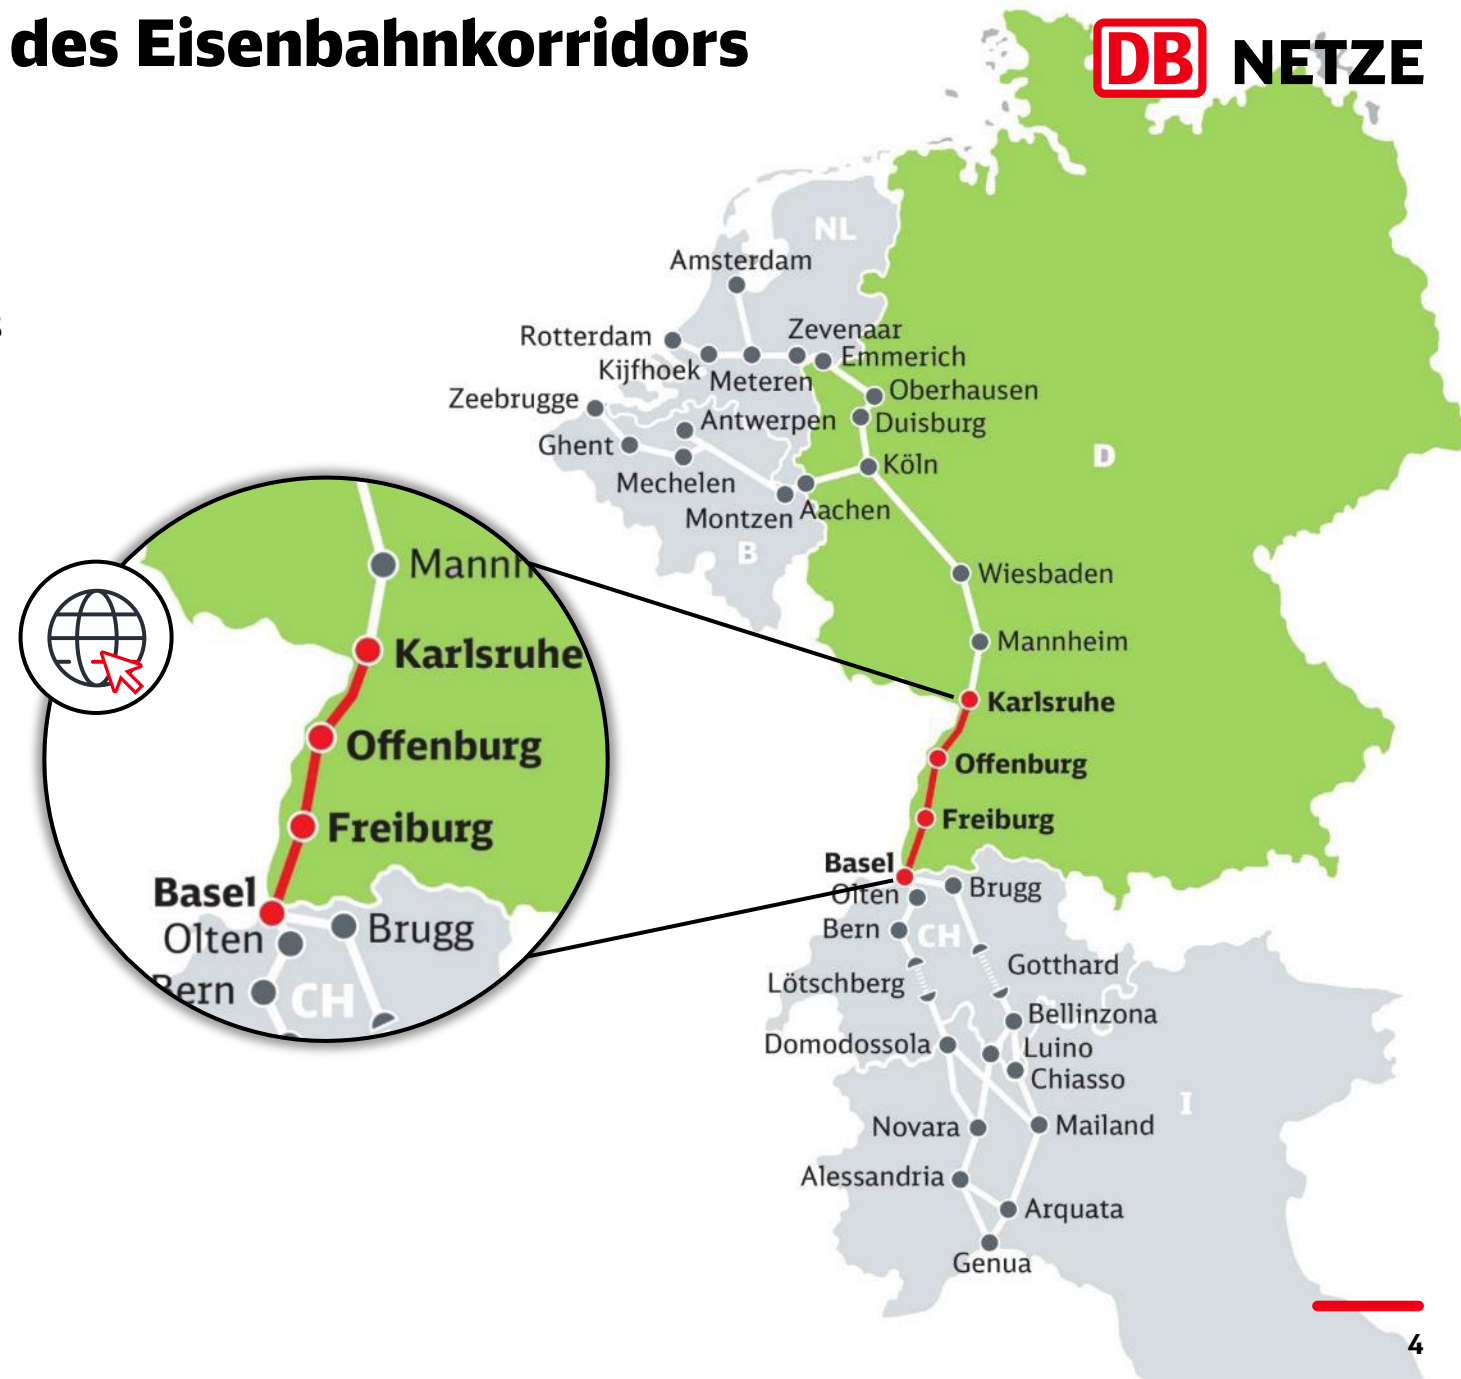 des Eisenbahnkorridors
DB NETZE
NL
Amsterdam
Rotterdam
Zevenaar
Kijfhoek
Emmerich
Meteren
Zeebrugge
Oberhausen
Antwerpen
Duisburg
Ghent
D
Köln
Mechelen
Aachen
Montzen
B
Wiesbaden
Mannheim
Karlsruhe
Offenburg
Freiburg
Basel
Olten
Brugg
Bern
CH
Gotthard
Lötschberg
Bellinzona
Domodossola
Luino
Chiasso
I
Novara
Mailand
Alessandria
Arquata
Genua
Mannh
Karlsruhe
Offenburg
Freiburg
Basel
Olten
Brugg
Bern
CH
4